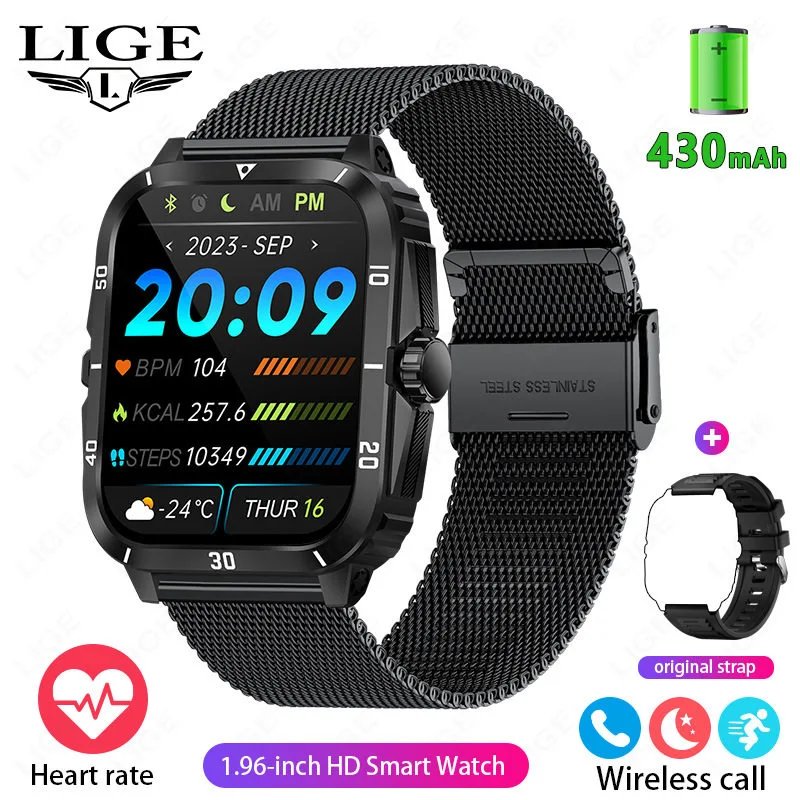 LIGE
L
430mAh
AM PM
2023- SEP
20:09
BPM 104
KCAL 257.6
STEPS 10349
-24°C
THUR 16
50
10
40
20
30
STAINLESS STEEL
original strap
Heart rate
1.96-inch HD Smart Watch
Wireless call